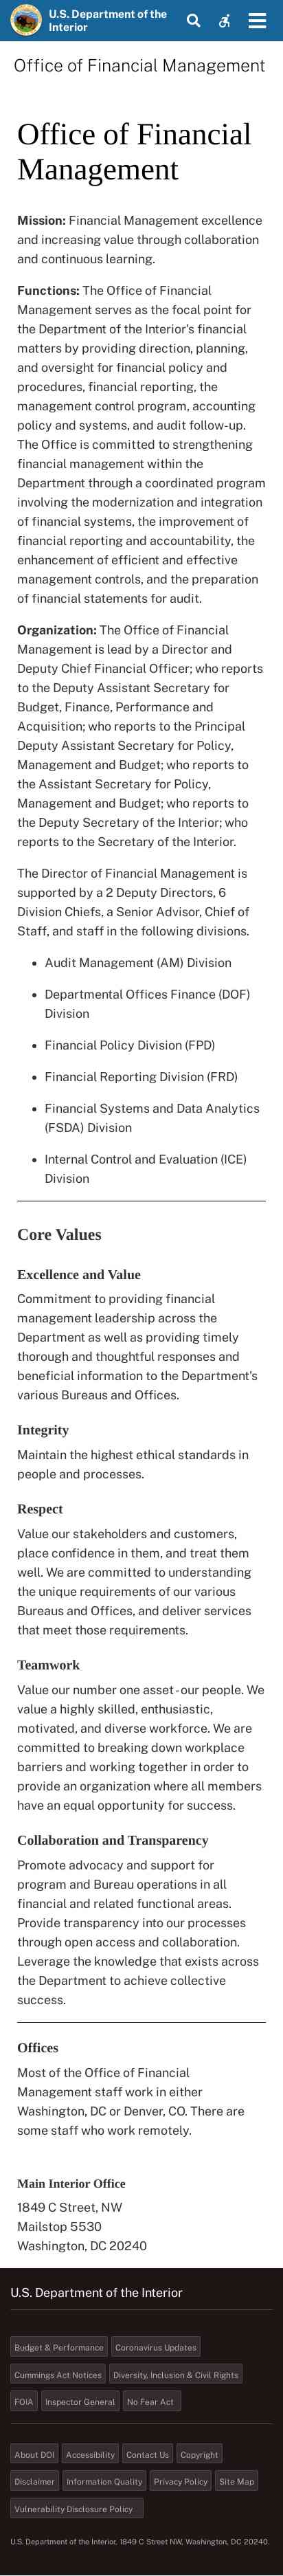 U.S. Department of the
Interior
Office of Financial Management
Office of Financial
Management
Mission: Financial Management excellence
and increasing value through collaboration
and continuous learning.
Functions: The Office of Financial
Management serves as the focal point for
the Department of the Interior's financial
matters by providing direction, planning,
and oversight for financial policy and
procedures, financial reporting, the
management control program, accounting
policy and systems, and audit follow-up.
The Office is committed to strengthening
financial management within the
Department through a coordinated program
involving the modernization and integration
of financial systems, the improvement of
financial reporting and accountability, the
enhancement of efficient and effective
management controls, and the preparation
of financial statements for audit.
Organization: The Office of Financial
Management is lead by a Director and
Deputy Chief Financial Officer; who reports
to the Deputy Assistant Secretary for
Budget, Finance, Performance and
Acquisition; who reports to the Principal
Deputy Assistant Secretary for Policy,
Management and Budget; who reports to
the Assistant Secretary for Policy,
Management and Budget; who reports to
the Deputy Secretary of the Interior; who
reports to the Secretary of the Interior.
The Director of Financial Management is
supported by a 2 Deputy Directors, 6
Division Chiefs, a Senior Advisor, Chief of
Staff, and staff in the following divisions.
• Audit Management (AM) Division
• Departmental Offices Finance (DOF)
Division
• Financial Policy Division (FPD)
• Financial Reporting Division (FRD)
• Financial Systems and Data Analytics
(FSDA) Division
• Internal Control and Evaluation (ICE)
Division
Core Values
Excellence and Value
Commitment to providing financial
management leadership across the
Department as well as providing timely
thorough and thoughtful responses and
beneficial information to the Department's
various Bureaus and Offices.
Integrity
Maintain the highest ethical standards in
people and processes.
Respect
Value our stakeholders and customers,
place confidence in them, and treat them
well. We are committed to understanding
the unique requirements of our various
Bureaus and Offices, and deliver services
that meet those requirements.
Teamwork
Value our number one asset - our people. We
value a highly skilled, enthusiastic,
motivated, and diverse workforce. We are
committed to breaking down workplace
barriers and working together in order to
provide an organization where all members
have an equal opportunity for success.
Collaboration and Transparency
Promote advocacy and support for
program and Bureau operations in all
financial and related functional areas.
Provide transparency into our processes
through open access and collaboration.
Leverage the knowledge that exists across
the Department to achieve collective
success.
Offices
Most of the Office of Financial
Management staff work in either
Washington, DC or Denver, CO. There are
some staff who work remotely.
Main Interior Office
1849 C Street, NW
Mailstop 5530
Washington, DC 20240
U.S. Department of the Interior
Budget & Performance Coronavirus Updates
Cummings Act Notices Diversity, Inclusion & Civil Rights
FOIA Inspector General No Fear Act
About DOI Accessibility Contact Us Copyright
Disclaimer Information Quality Privacy Policy Site Map
Vulnerability Disclosure Policy
U.S. Department of the Interior, 1849 C Street NW, Washington, DC 20240.